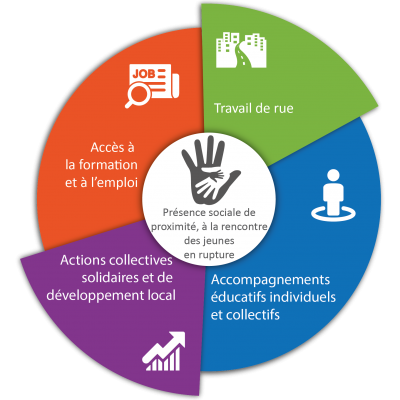 JOB
Travail de rue
Accès à
la formation
et à l'emploi
Présence sociale de
proximité, à la rencontre
des jeunes
en rupture
Actions collectives
solidaires et de
développement local
Accompagnements
éducatifs individuels
et collectifs